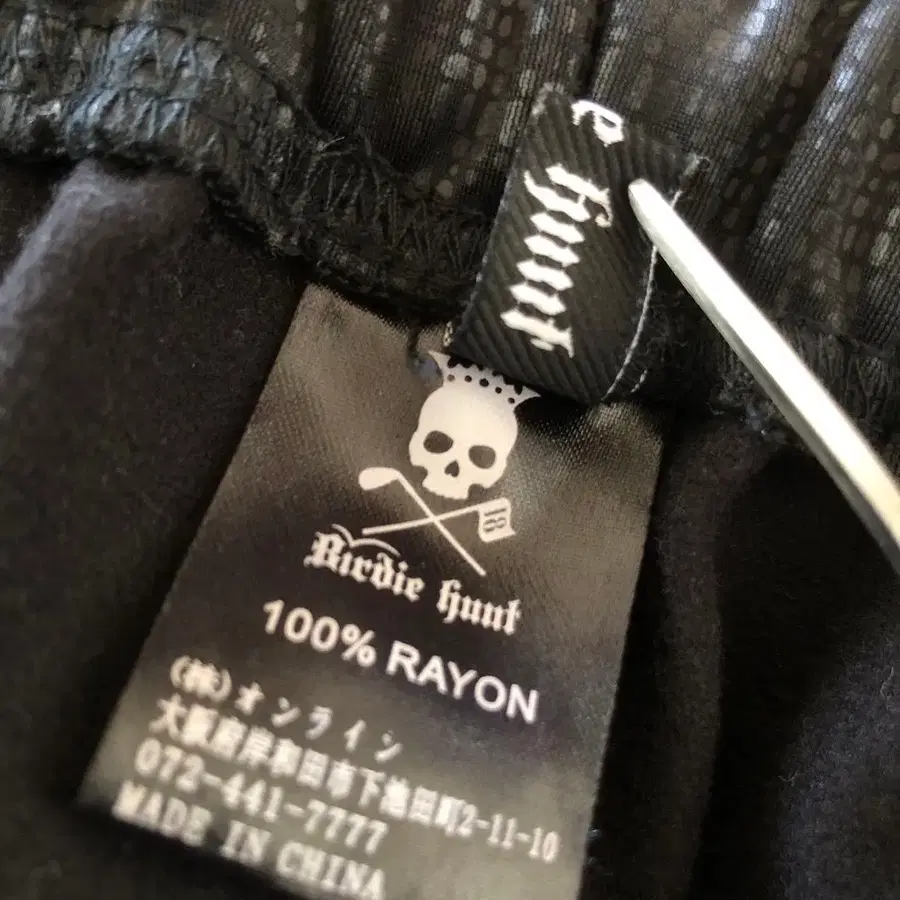 e hunt
18
Birdie hunt
100% RAYON
(株)オンライン
大阪府岸和田市下池田町2-11-10
072-441-7777
MADE IN CHINA